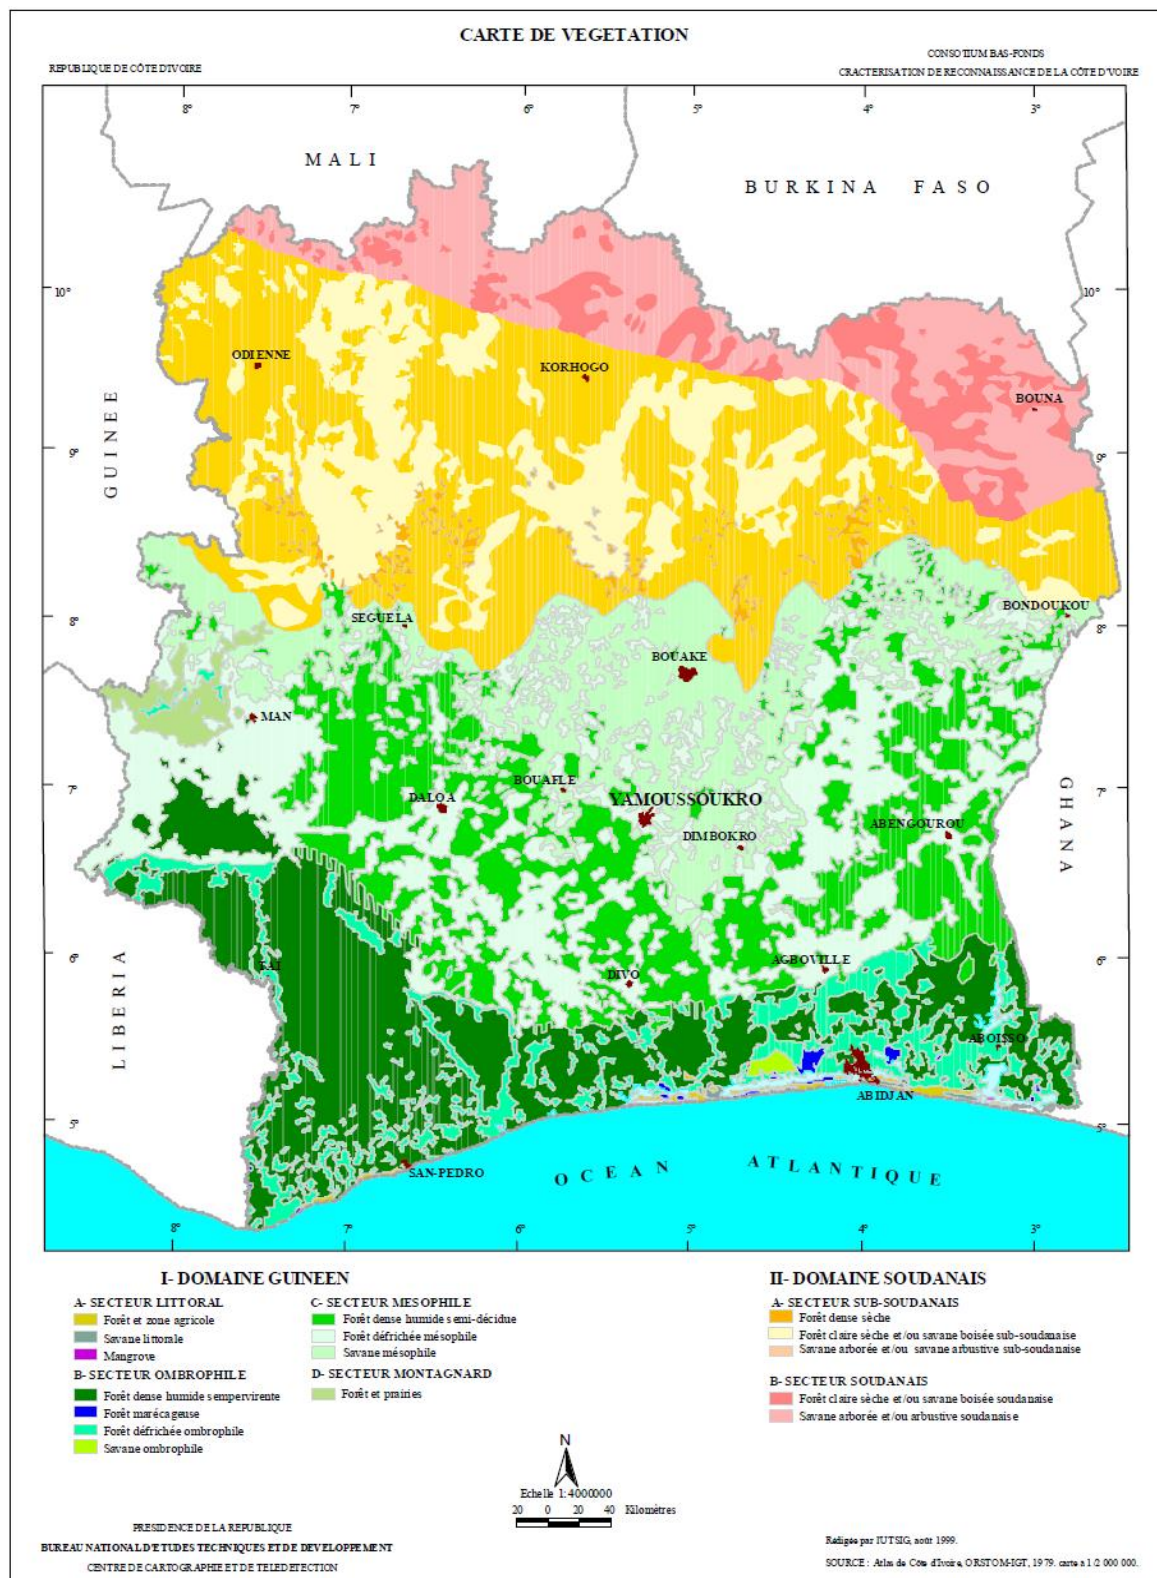 CARTE DE VEGETATION
REPUBLIQUE DE CÔTE D'IVOIRE
CONSOTIUM BAS-FONDS
CRACTERISATION DE RECONNAISSANCE DE LA CÔTE D'VOIRE
8° 7° 6° 5° 4° 3°
MALI
BURKINA FASO
10° 10°
ODIENNE
KORHOGO
BOUNA
GUINEE
9° 9°
BONDOUKOU
SEGUELA
8° 8°
BOUAKE
MAN
BOUAFLE
7° 7°
DALOA
YAMOUSSOUKRO
GHANA
ABENGOUROU
DIMBOKRO
6° 6°
TAI
AGBOVILLE
DIVO
LIBERIA
ABOISSO
ABIDJAN
5° 5°
SAN-PEDRO
OCEAN ATLANTIQUE
8° 7° 6° 5° 4° 3°
I- DOMAINE GUINEEN
A- SECTEUR LITTORAL
Forêt et zone agricole
Savane littorale
Mangrove
B- SECTEUR OMBROPHILE
Forêt dense humide sempervirente
Forêt marécageuse
Forêt défrichée ombrophile
Savane ombrophile
C- SECTEUR MESOPHILE
Forêt dense humide semi-décidue
Forêt défrichée mésophile
Savane mésophile
D- SECTEUR MONTAGNARD
Forêt et prairies
II- DOMAINE SOUDANAIS
A- SECTEUR SUB-SOUDANAIS
Forêt dense sèche
Forêt claire sèche et/ou savane boisée sub-soudanaise
Savane arborée et/ou savane arbustive sub-soudanaise
B- SECTEUR SOUDANAIS
Forêt claire sèche et/ou savane boisée soudanaise
Savane arborée et/ou arbustive soudanaise
N
Echelle 1:4000000
20 0 20 40 Kilomètres
PRESIDENCE DE LA REPUBLIQUE
BUREAU NATIONAL D'ETUDES TECHNIQUES ET DE DEVELOPPEMENT
CENTRE DE CARTOGRAPHIE ET DE TELEDETECTION
Rédigée par l'UTSIG, août 1999.
SOURCE : Atlas de Côte d'Ivoire, ORSTOM-IGT, 1979. carte a 1 /2 000 000.